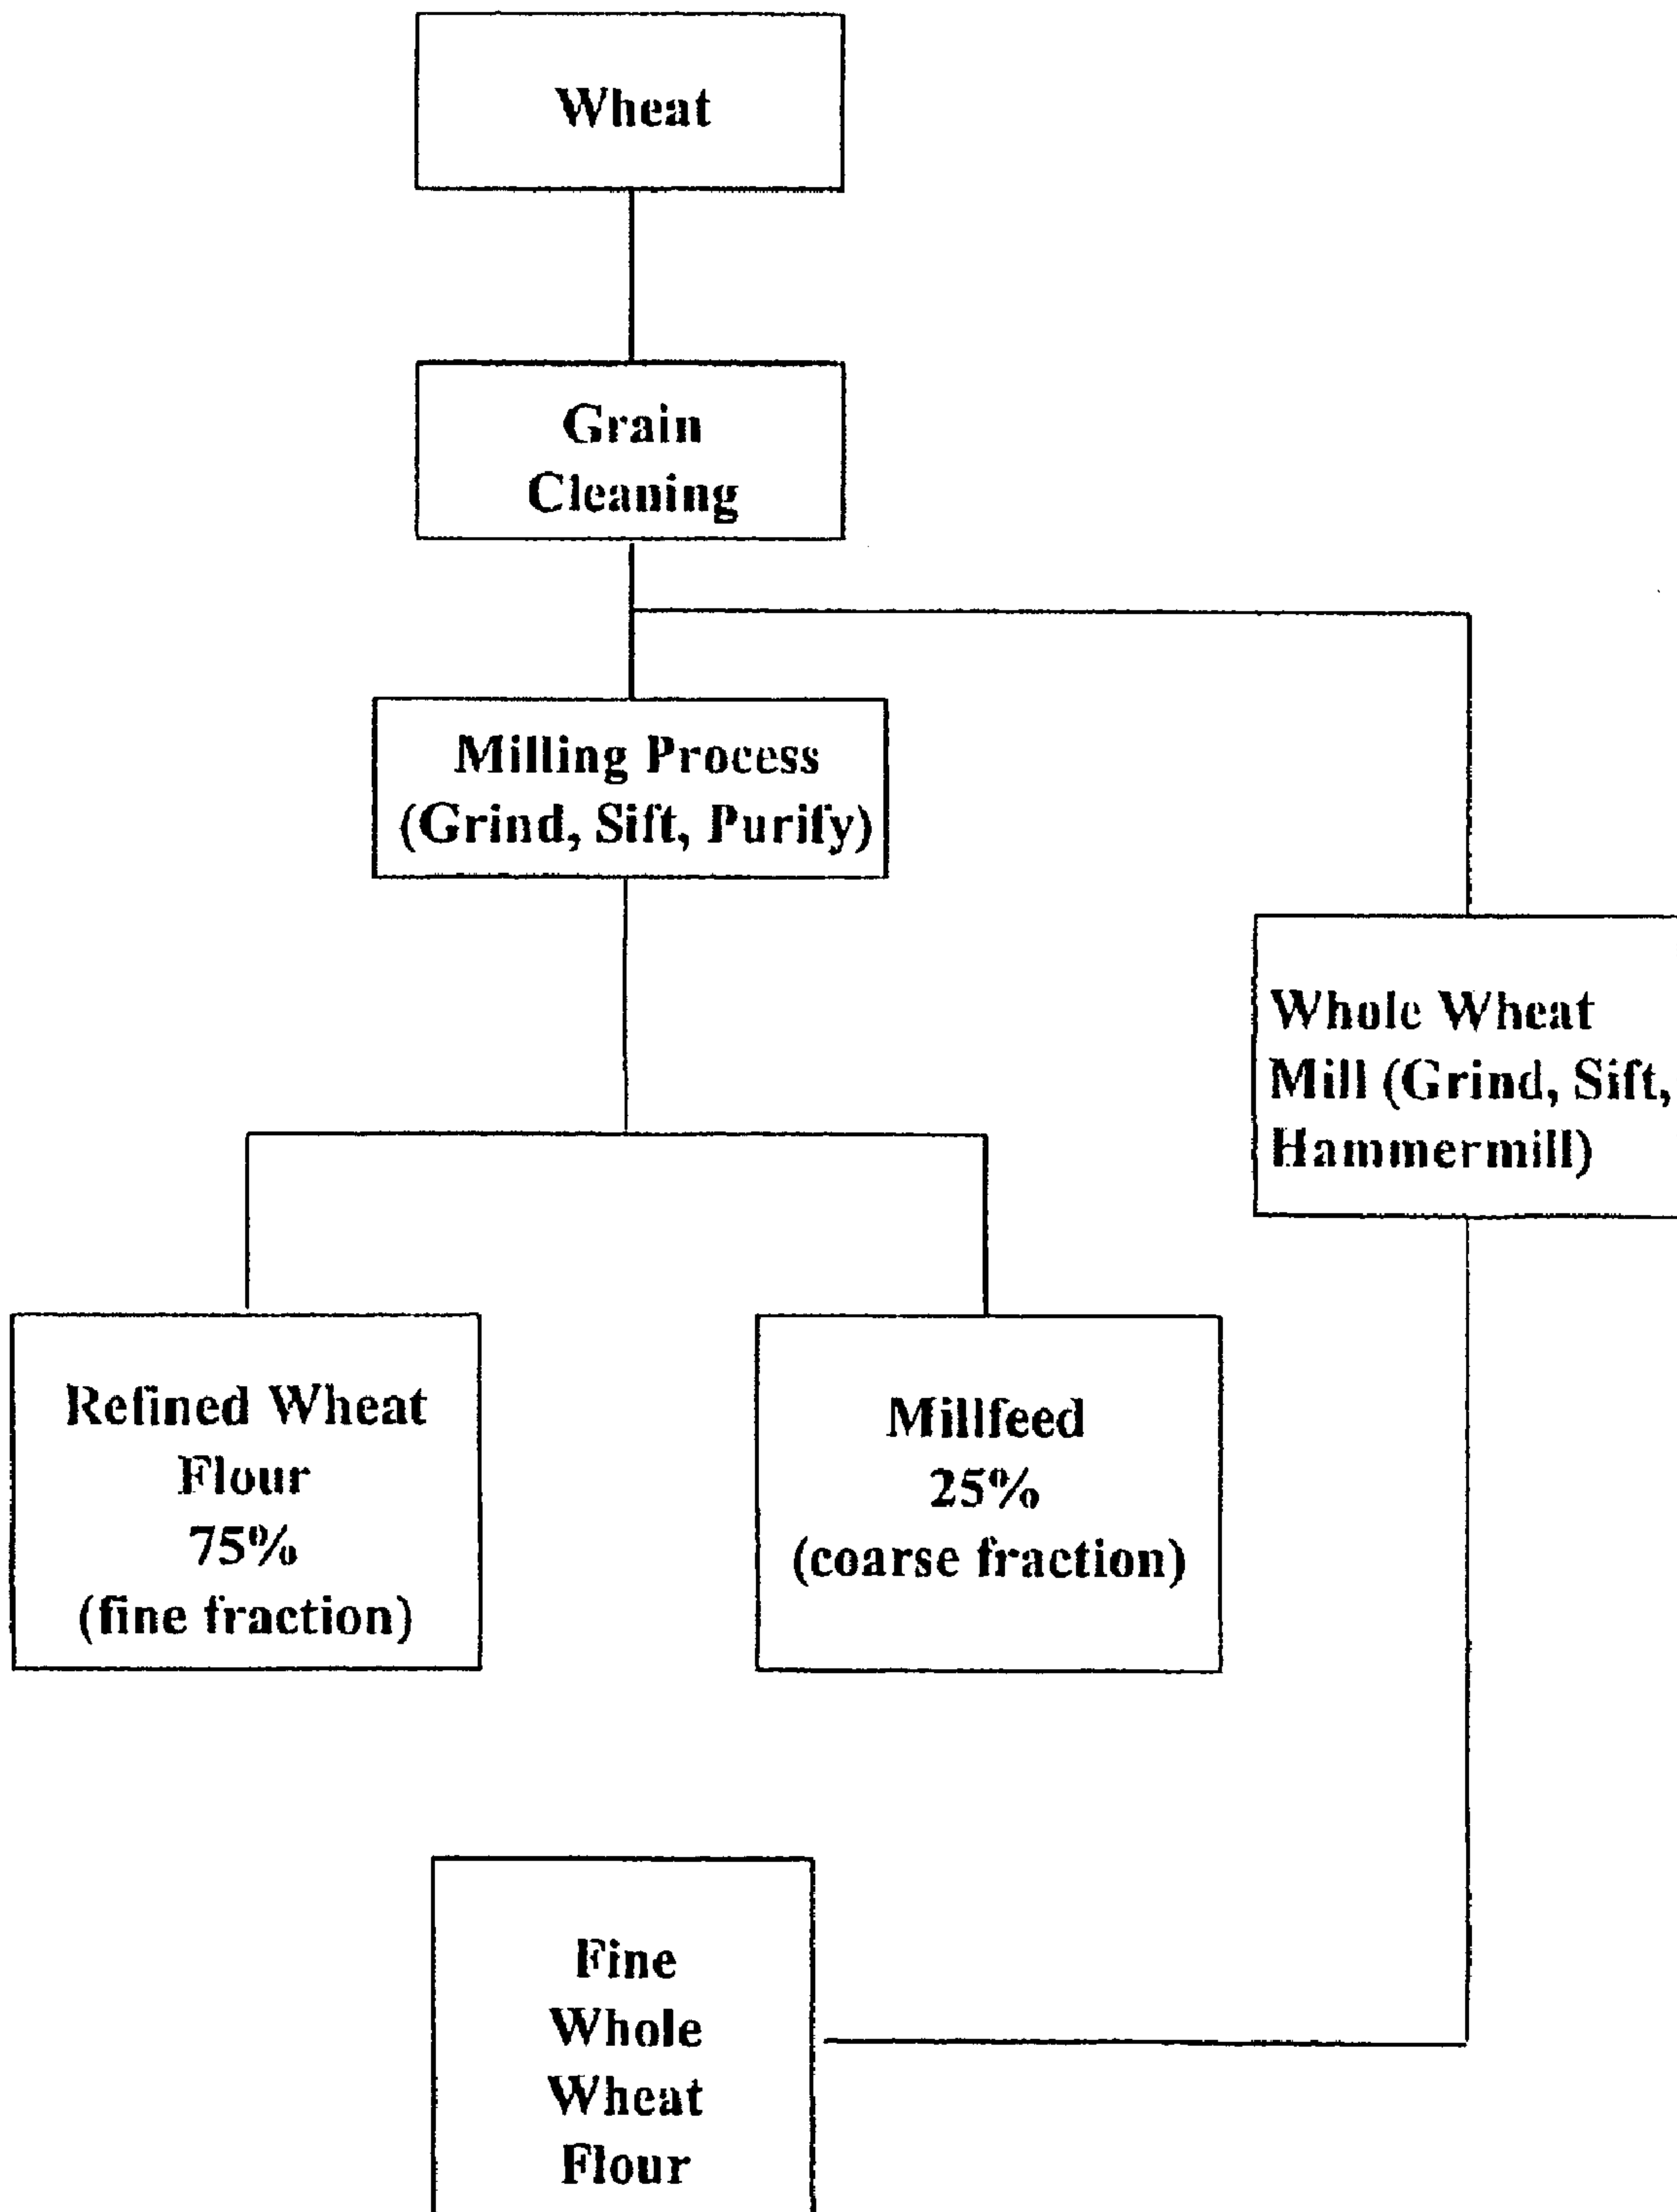 Wheat
Grain
Cleaning
Milling Process
(Grind, Sift, Purify)
Whole Wheat
Mill (Grind, Sift,
Hammermill)
Refined Wheat
Flour
75%
(fine fraction)
Millfeed
25%
(coarse fraction)
Fine
Whole
Wheat
Flour